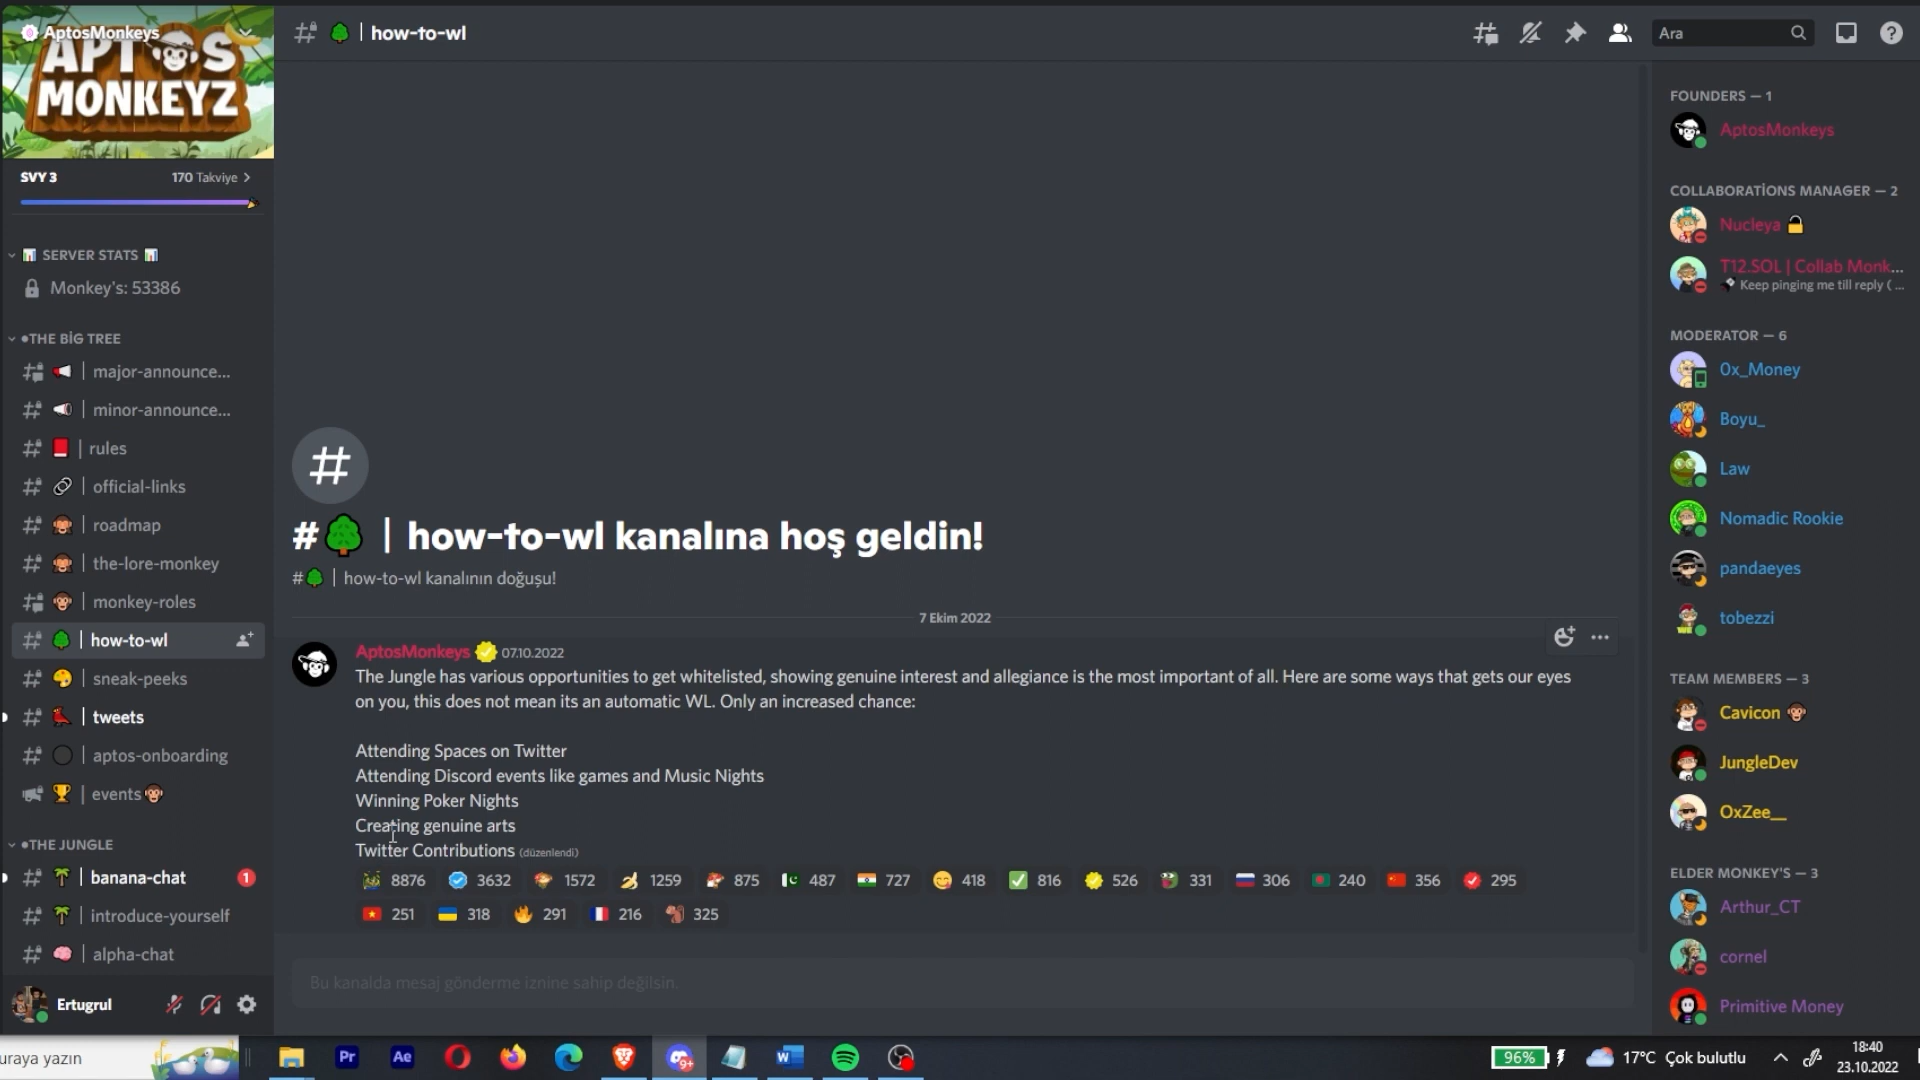 AptosMonkeys
APTOS
MONKEYZ
SVY 3
170 Takviye
SERVER STATS
Monkey's: 53386
•THE BİG TREE
| major-announce...
| minor-announce...
| rules
| official-links
| roadmap
| the-lore-monkey
| monkey-roles
| how-to-wl
| sneak-peeks
| tweets
| aptos-onboarding
| events
•THE JUNGLE
| banana-chat 1
| introduce-yourself
| alpha-chat
Ertugrul
| how-to-wl
Ara
# | how-to-wl kanalına hoş geldin!
# | how-to-wl kanalının doğuşu!
7 Ekim 2022
AptosMonkeys 07.10.2022
The Jungle has various opportunities to get whitelisted, showing genuine interest and allegiance is the most important of all. Here are some ways that gets our eyes
on you, this does not mean its an automatic WL. Only an increased chance:
Attending Spaces on Twitter
Attending Discord events like games and Music Nights
Winning Poker Nights
Creating genuine arts
Twitter Contributions (düzenlendi)
8876 3632 1572 1259 875 487 727 418 816 526 331 306 240 356 295
251 318 291 216 325
Bu kanalda mesaj gönderme iznine sahip değilsin.
FOUNDERS — 1
AptosMonkeys
COLLABORATİONS MANAGER — 2
Nucleya
T12.SOL | Collab Monk...
Keep pinging me till reply ( ...
MODERATOR — 6
0x_Money
Boyu_
Law
Nomadic Rookie
pandaeyes
tobezzi
TEAM MEMBERS — 3
Cavicon
JungleDev
OxZee__
ELDER MONKEY'S — 3
Arthur_CT
cornel
Primitive Money
uraya yazın
Pr
Ae
9+
W
96%
17°C Çok bulutlu
18:40
23.10.2022